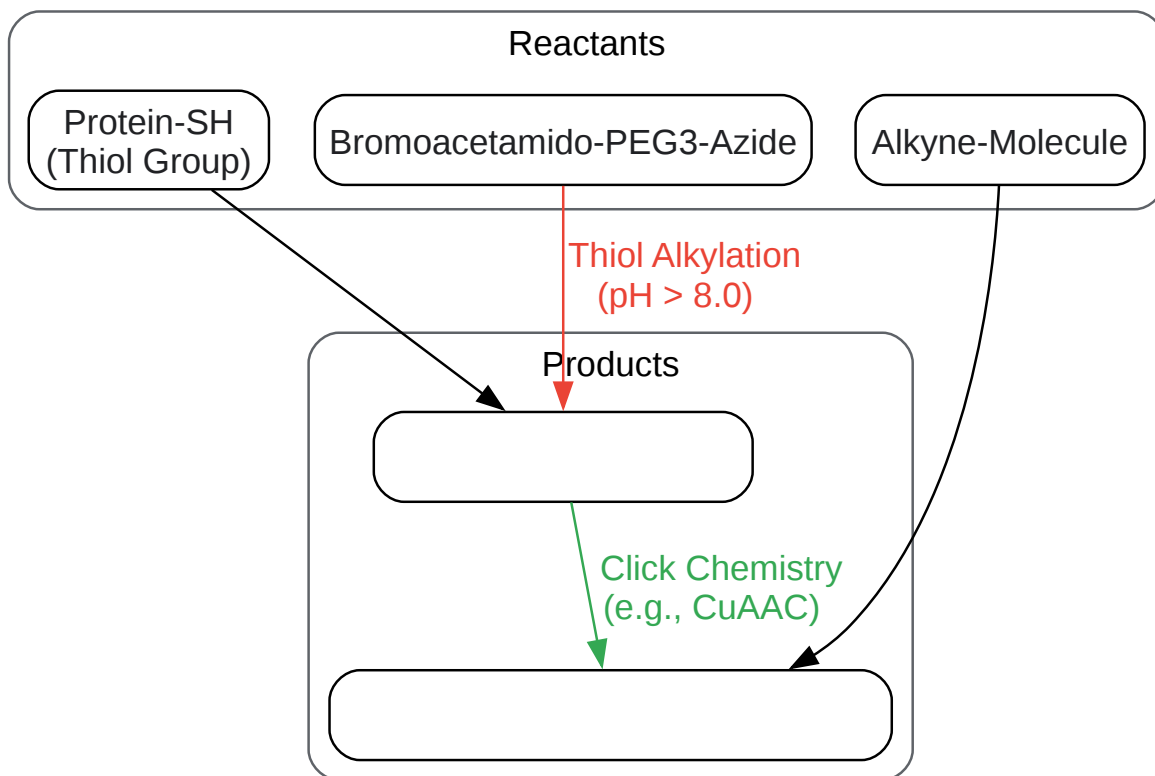 Reactants
Protein-SH
(Thiol Group)
Bromoacetamido-PEG3-Azide
Alkyne-Molecule
Thiol Alkylation
(pH > 8.0)
Products
Click Chemistry
(e.g., CuAAC)